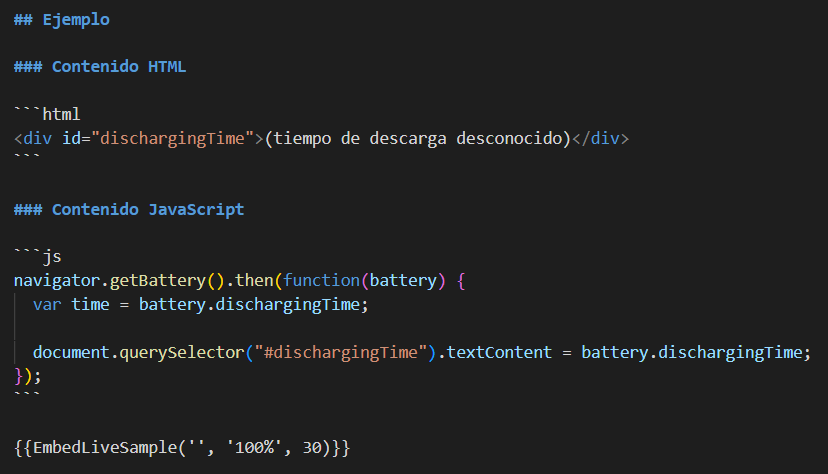 ## Ejemplo
### Contenido HTML
```html
<div id="dischargingTime">(tiempo de descarga desconocido)</div>
```
### Contenido JavaScript
```js
navigator.getBattery().then(function(battery) {
  var time = battery.dischargingTime;
  document.querySelector("#dischargingTime").textContent = battery.dischargingTime;
});
```
{{EmbedLiveSample('', '100%', 30)}}